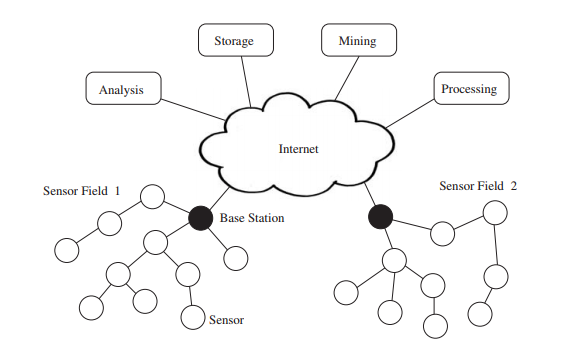 Storage
Mining
Analysis
Processing
Internet
Sensor Field 1
Sensor Field 2
Base Station
Sensor